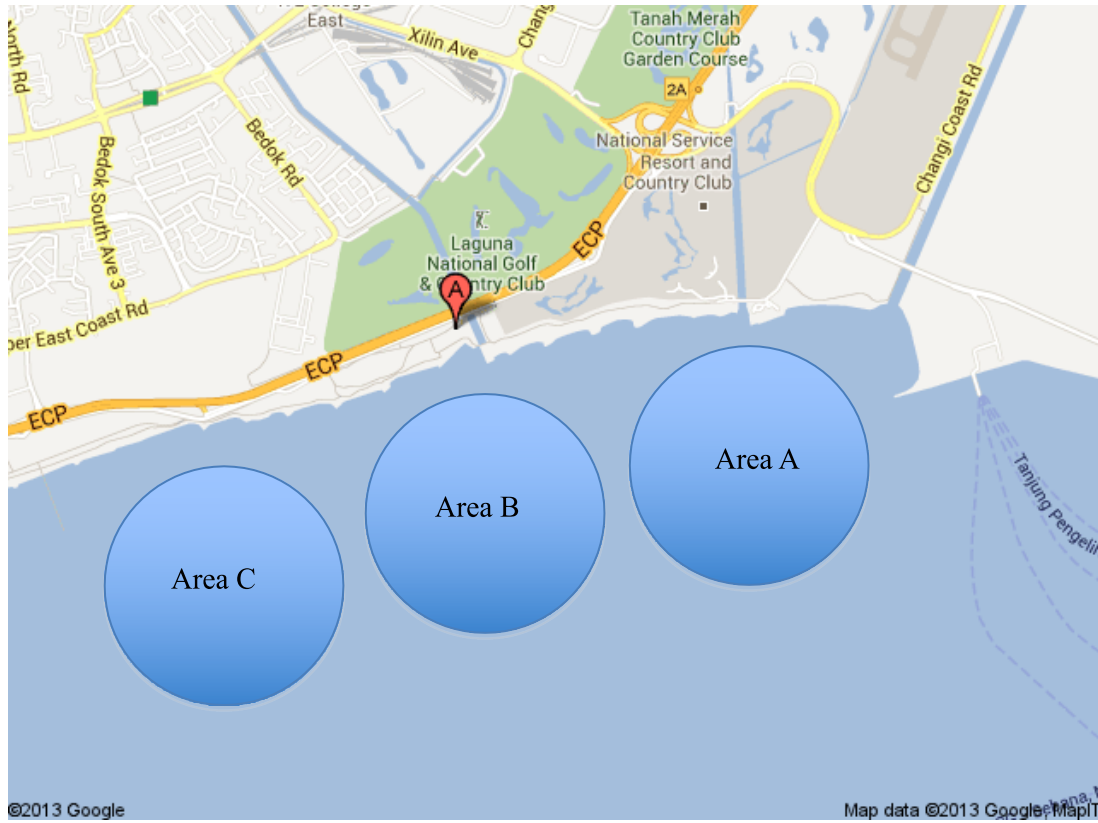 East
Xilin Ave
North Rd
Tanah Merah
Country Club
Garden Course
2A
Bedok Rd
Bedok South Ave 3
National Service
Resort and
Country Club
Changi Coast Rd
Laguna
National Golf
& Country Club
A
ECP
East Coast Rd
ECP
ECP
Area A
Area B
Area C
Tanjung
©2013 Google
Map data ©2013 Google,